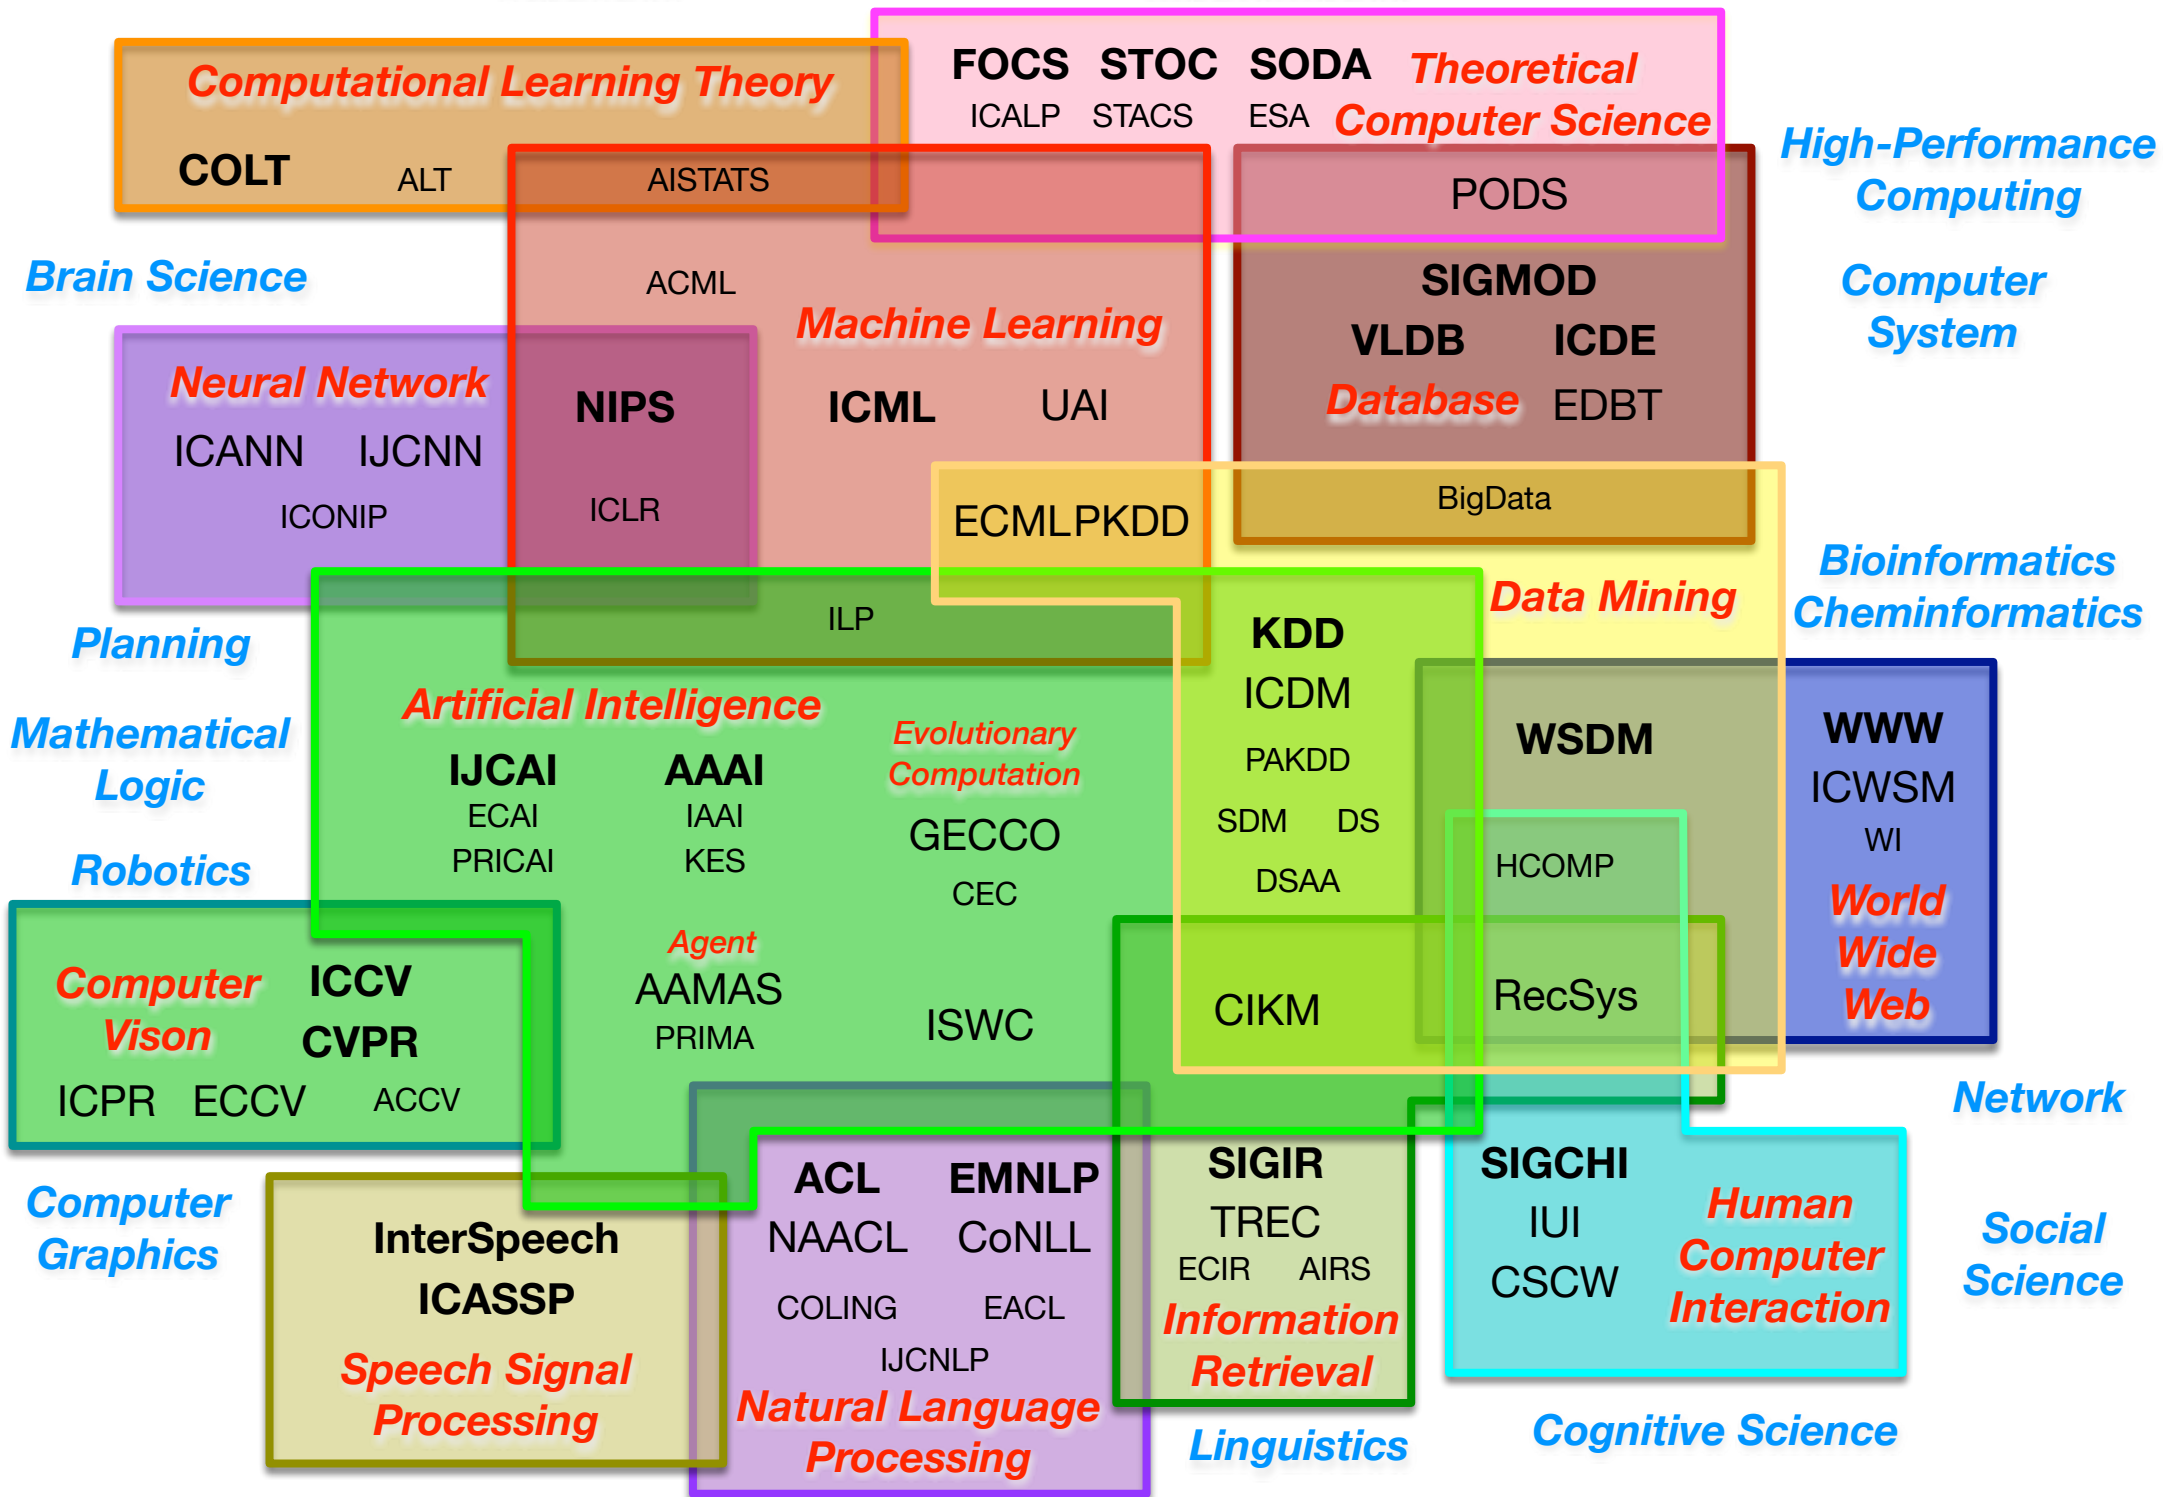 Computational Learning Theory
COLT ALT AISTATS
FOCS STOC SODA Theoretical
ICALP STACS ESA Computer Science
PODS
High-Performance
Computing
Brain Science
ACML
Machine Learning
SIGMOD
VLDB ICDE
Database EDBT
Computer
System
Neural Network
ICANN IJCNN
ICONIP
NIPS
ICLR
ICML UAI
ECMLPKDD
BigData
Data Mining
Bioinformatics
Cheminformatics
Planning
ILP
Mathematical
Logic
Artificial Intelligence
IJCAI AAAI
ECAI IAAI
PRICAI KES
Evolutionary
Computation
GECCO
CEC
KDD
ICDM
PAKDD
SDM DS
DSAA
WSDM
HCOMP
WWW
ICWSM
WI
World
Wide
Web
Robotics
Computer
Vison
ICCV
CVPR
ICPR ECCV ACCV
Agent
AAMAS
PRIMA
ISWC
CIKM
RecSys
Network
Computer
Graphics
InterSpeech
ICASSP
Speech Signal
Processing
ACL EMNLP
NAACL CoNLL
COLING EACL
IJCNLP
Natural Language
Processing
SIGIR
TREC
ECIR AIRS
Information
Retrieval
SIGCHI
IUI
CSCW
Human
Computer
Interaction
Social
Science
Linguistics
Cognitive Science